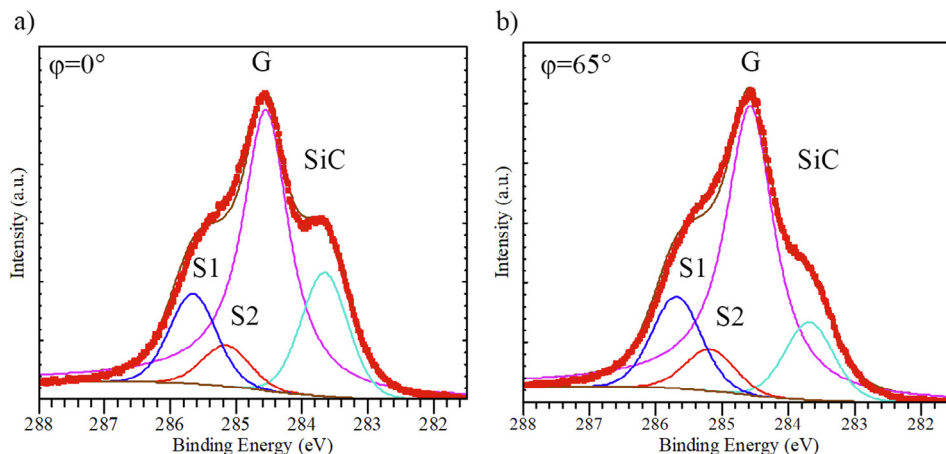 a)
φ=0°
G
SiC
S1
S2
Intensity (a.u.)
288 287 286 285 284 283 282
Binding Energy (eV)
b)
φ=65°
G
SiC
S1
S2
Intensity (a.u.)
288 287 286 285 284 283 282
Binding Energy (eV)